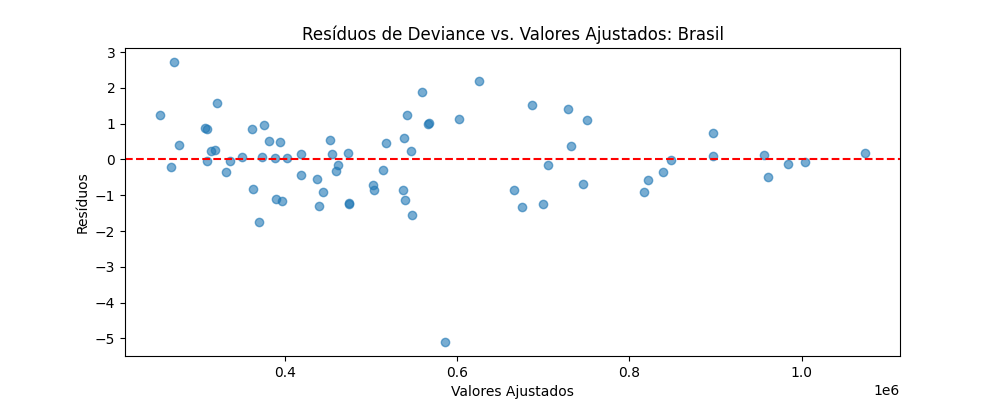 Resíduos de Deviance vs. Valores Ajustados: Brasil
3
2
1
0
−1
−2
−3
−4
−5
Resíduos
0.4 0.6 0.8 1.0
1e6
Valores Ajustados